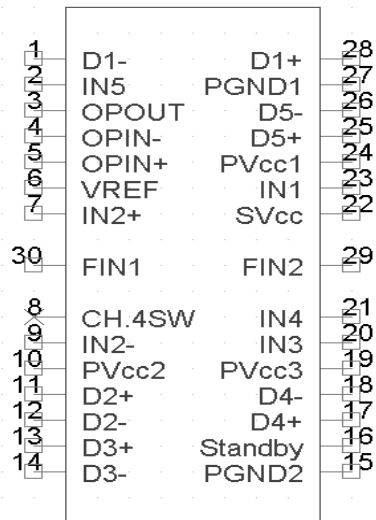 1 D1- D1+ 28
2 IN5 PGND1 27
3 OPOUT D5- 26
4 OPIN- D5+ 25
5 OPIN+ PVcc1 24
6 VREF IN1 23
7 IN2+ SVcc 22
30 FIN1 FIN2 29
8 CH.4SW IN4 21
9 IN2- IN3 20
10 PVcc2 PVcc3 19
11 D2+ D4- 18
12 D2- D4+ 17
13 D3+ Standby 16
14 D3- PGND2 15